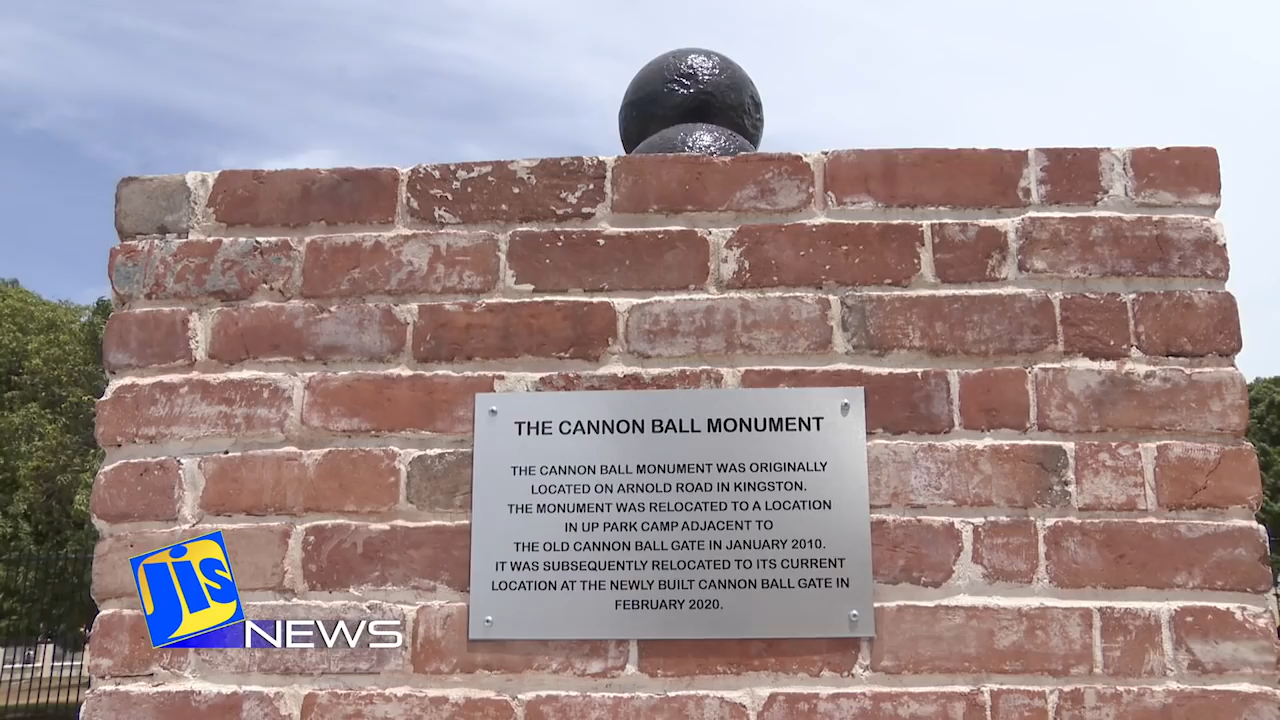 THE CANNON BALL MONUMENT
THE CANNON BALL MONUMENT WAS ORIGINALLY
LOCATED ON ARNOLD ROAD IN KINGSTON.
THE MONUMENT WAS RELOCATED TO A LOCATION
IN UP PARK CAMP ADJACENT TO
THE OLD CANNON BALL GATE IN JANUARY 2010.
IT WAS SUBSEQUENTLY RELOCATED TO ITS CURRENT
LOCATION AT THE NEWLY BUILT CANNON BALL GATE IN
FEBRUARY 2020.
jis
NEWS